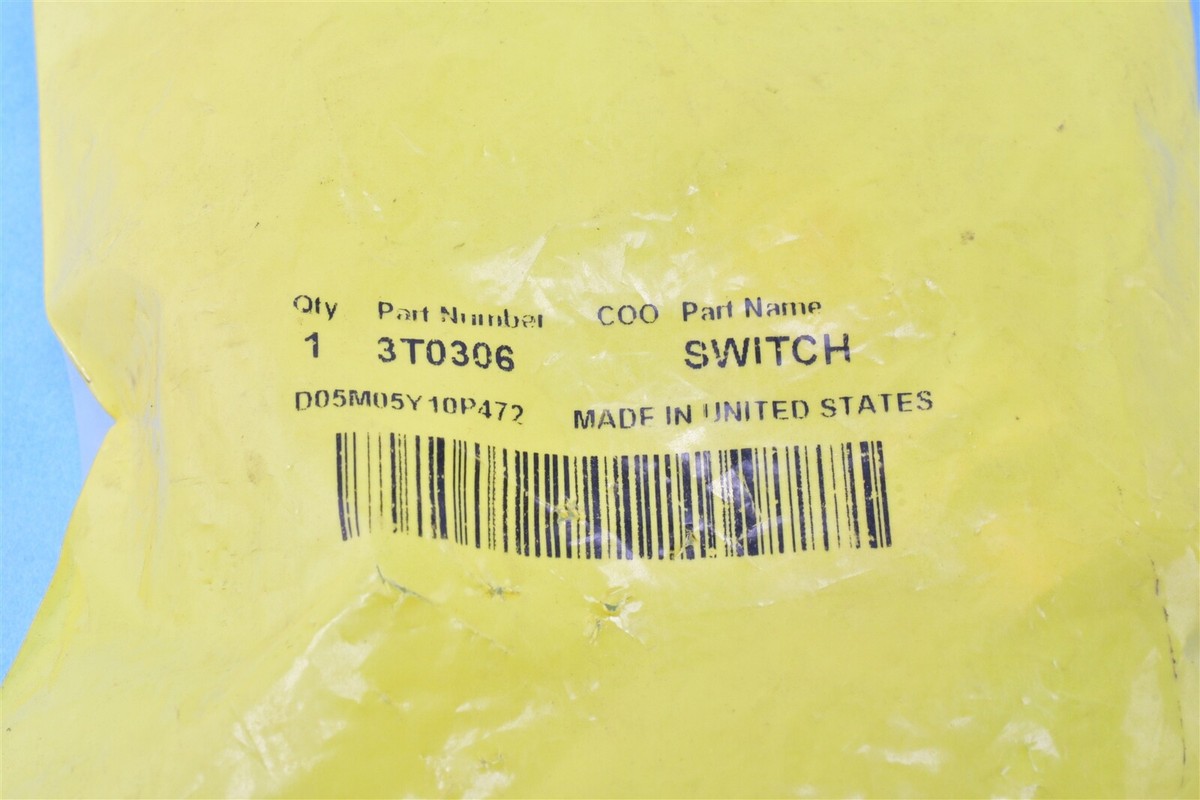 Qty Part Number COO Part Name
1 3T0306 SWITCH
D05M05Y10P472 MADE IN UNITED STATES